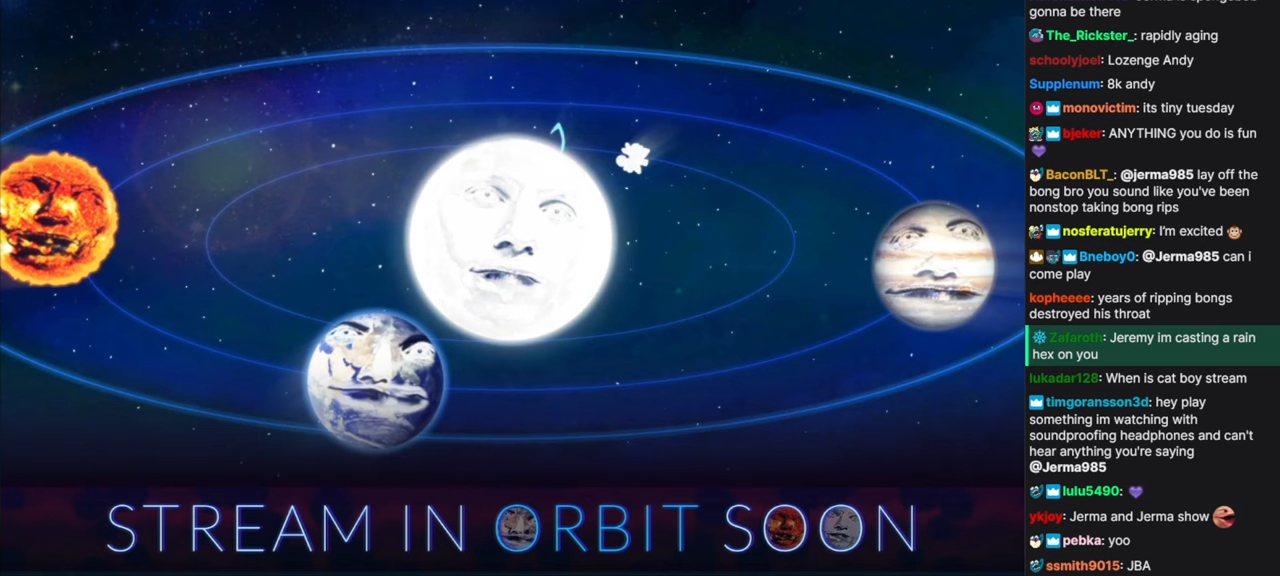 STREAM IN ORBIT SOON
gonna be there
The_Rickster_: rapidly aging
schoolyjoel: Lozenge Andy
Supplenum: 8k andy
monovictim: its tiny tuesday
bjeker: ANYTHING you do is fun
BaconBLT_: @jerma985 lay off the
bong bro you sound like you've been
nonstop taking bong rips
nosferatujerry: I'm excited
Bneboy0: @Jerma985 can i
come play
kopheeee: years of ripping bongs
destroyed his throat
Zafaroth: Jeremy im casting a rain
hex on you
lukadar128: When is cat boy stream
timgoransson3d: hey play
something im watching with
soundproofing headphones and can't
hear anything you're saying
@Jerma985
lulu5490:
ykjoy: Jerma and Jerma show
pebka: yoo
ssmith9015: JBA